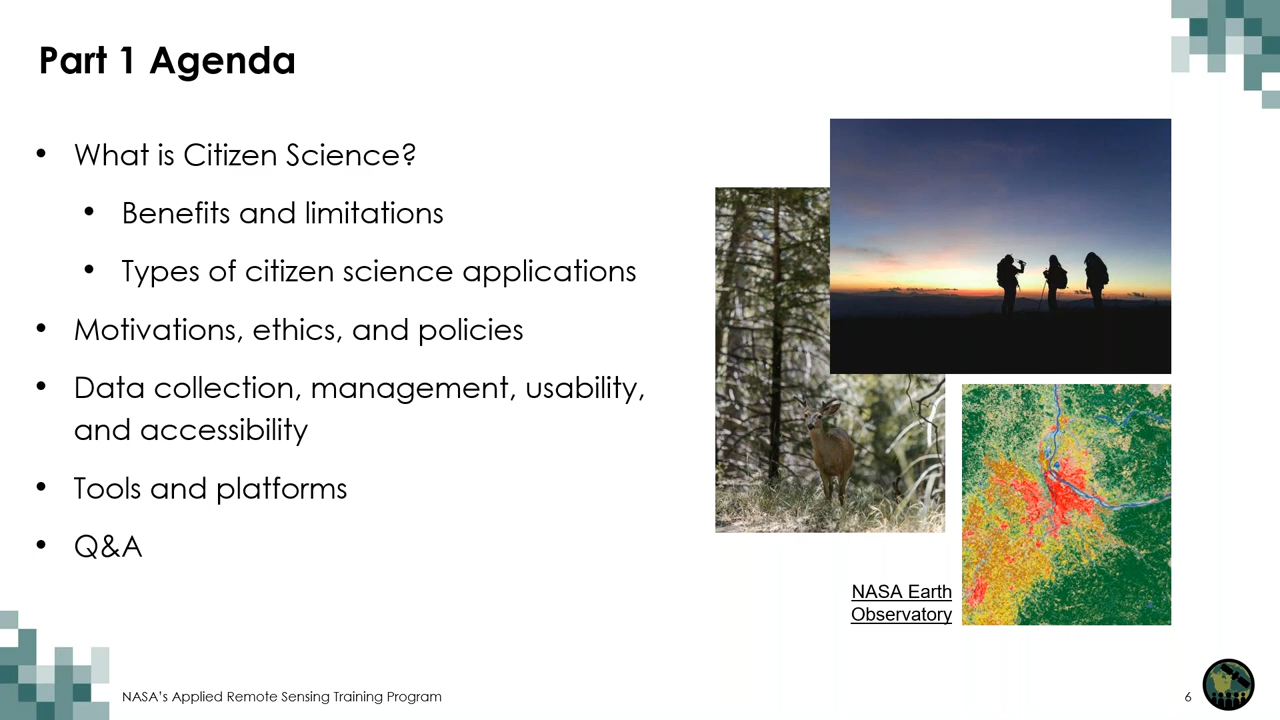 Part 1 Agenda
• What is Citizen Science?
• Benefits and limitations
• Types of citizen science applications
• Motivations, ethics, and policies
• Data collection, management, usability,
and accessibility
• Tools and platforms
• Q&A
NASA Earth
Observatory
NASA's Applied Remote Sensing Training Program
6